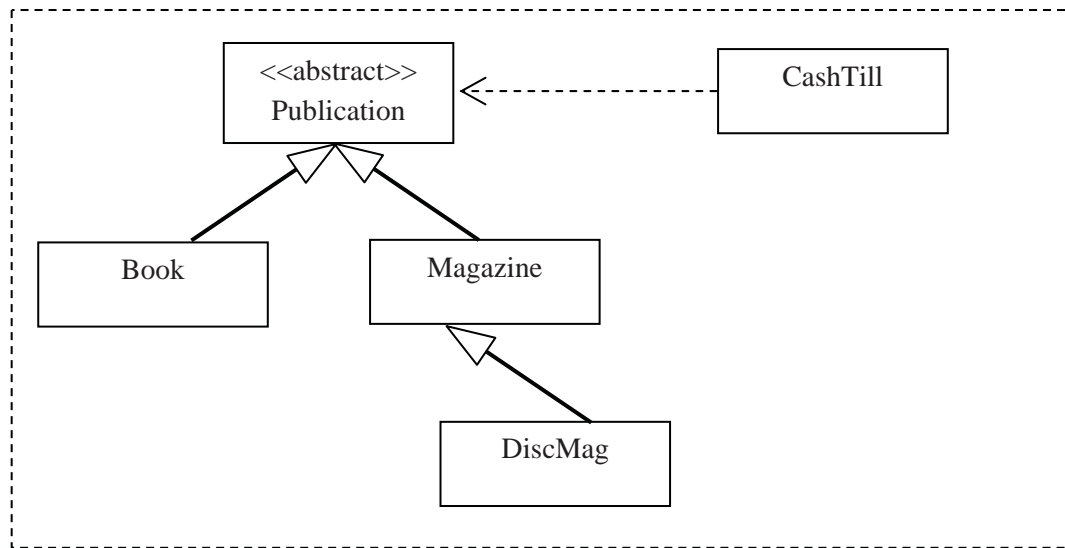 <<abstract>>
Publication
CashTill
Book
Magazine
DiscMag